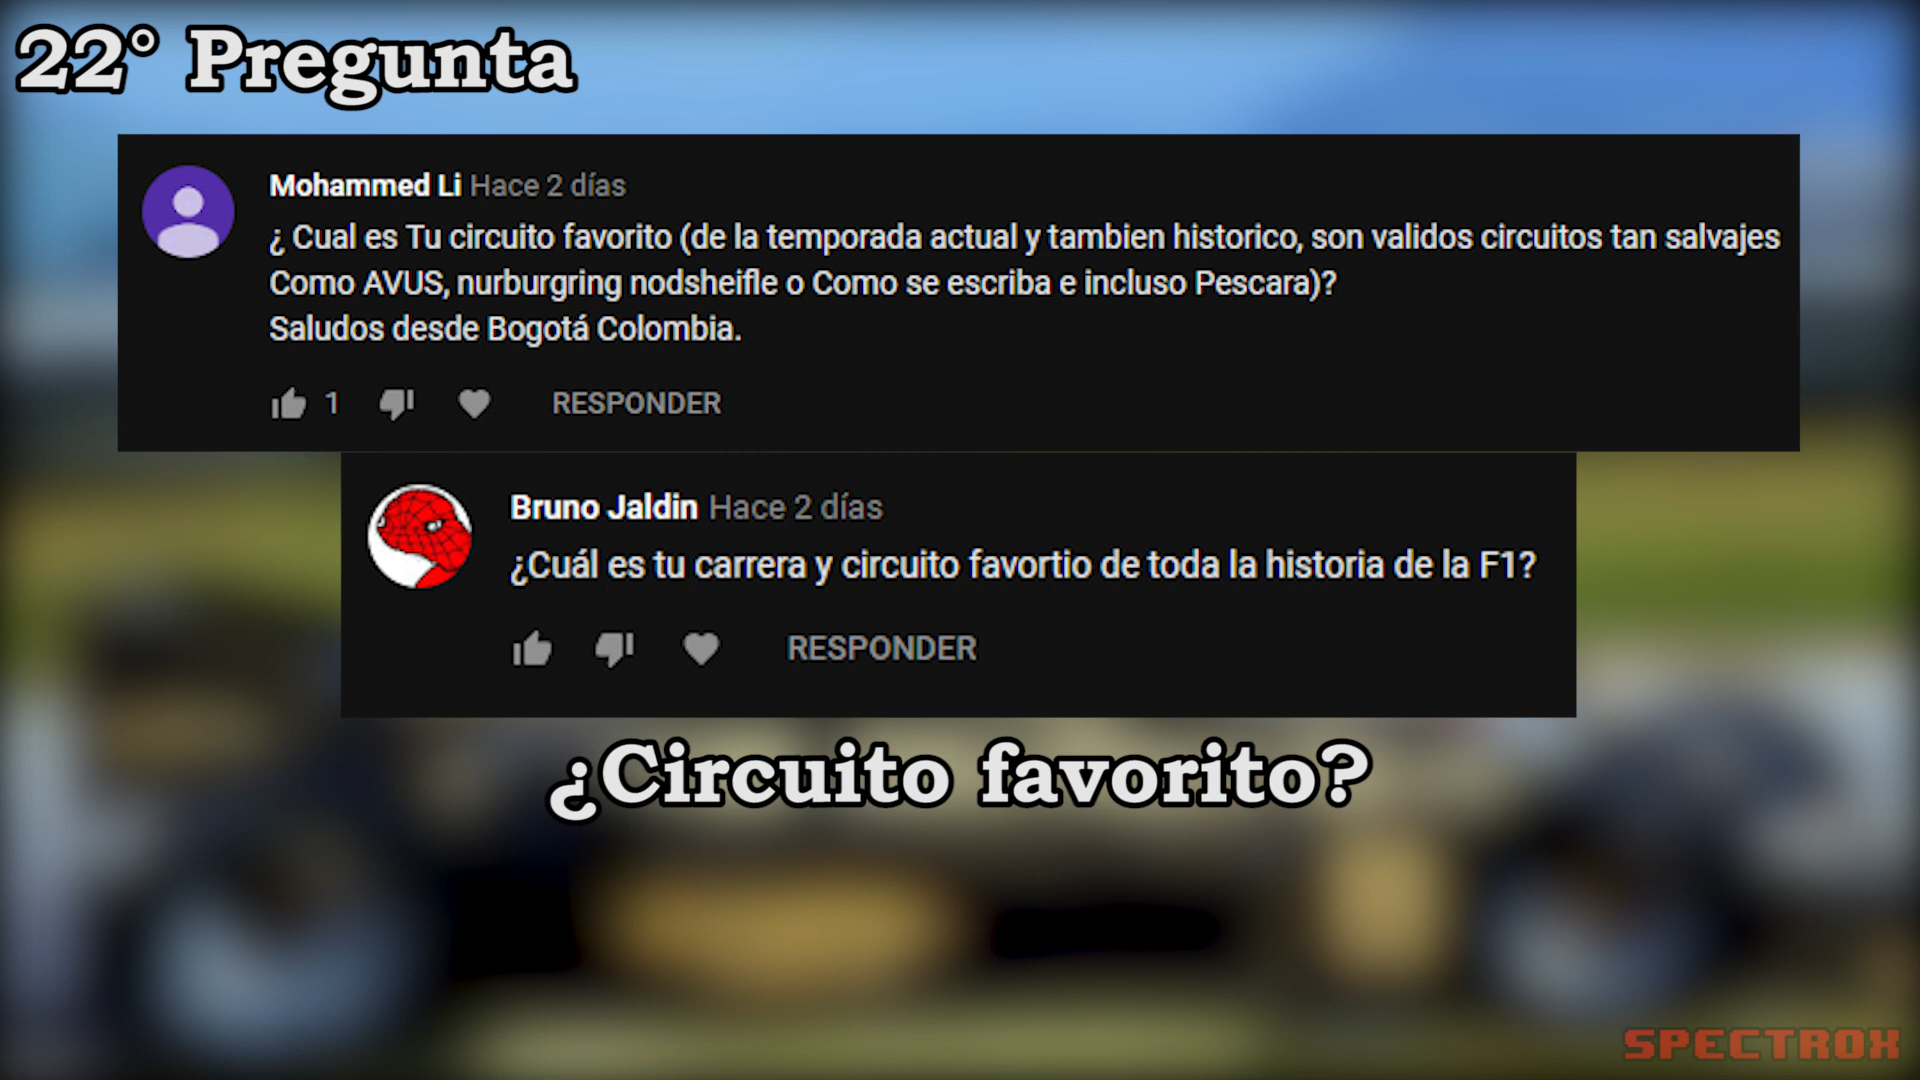 22° Pregunta
Mohammed Li Hace 2 días
¿ Cual es Tu circuito favorito (de la temporada actual y tambien historico, son validos circuitos tan salvajes
Como AVUS, nurburgring nodsheifle o Como se escriba e incluso Pescara)?
Saludos desde Bogotá Colombia.
1 RESPONDER
Bruno Jaldin Hace 2 días
¿Cuál es tu carrera y circuito favortio de toda la historia de la F1?
RESPONDER
¿Circuito favorito?
SPECTROX